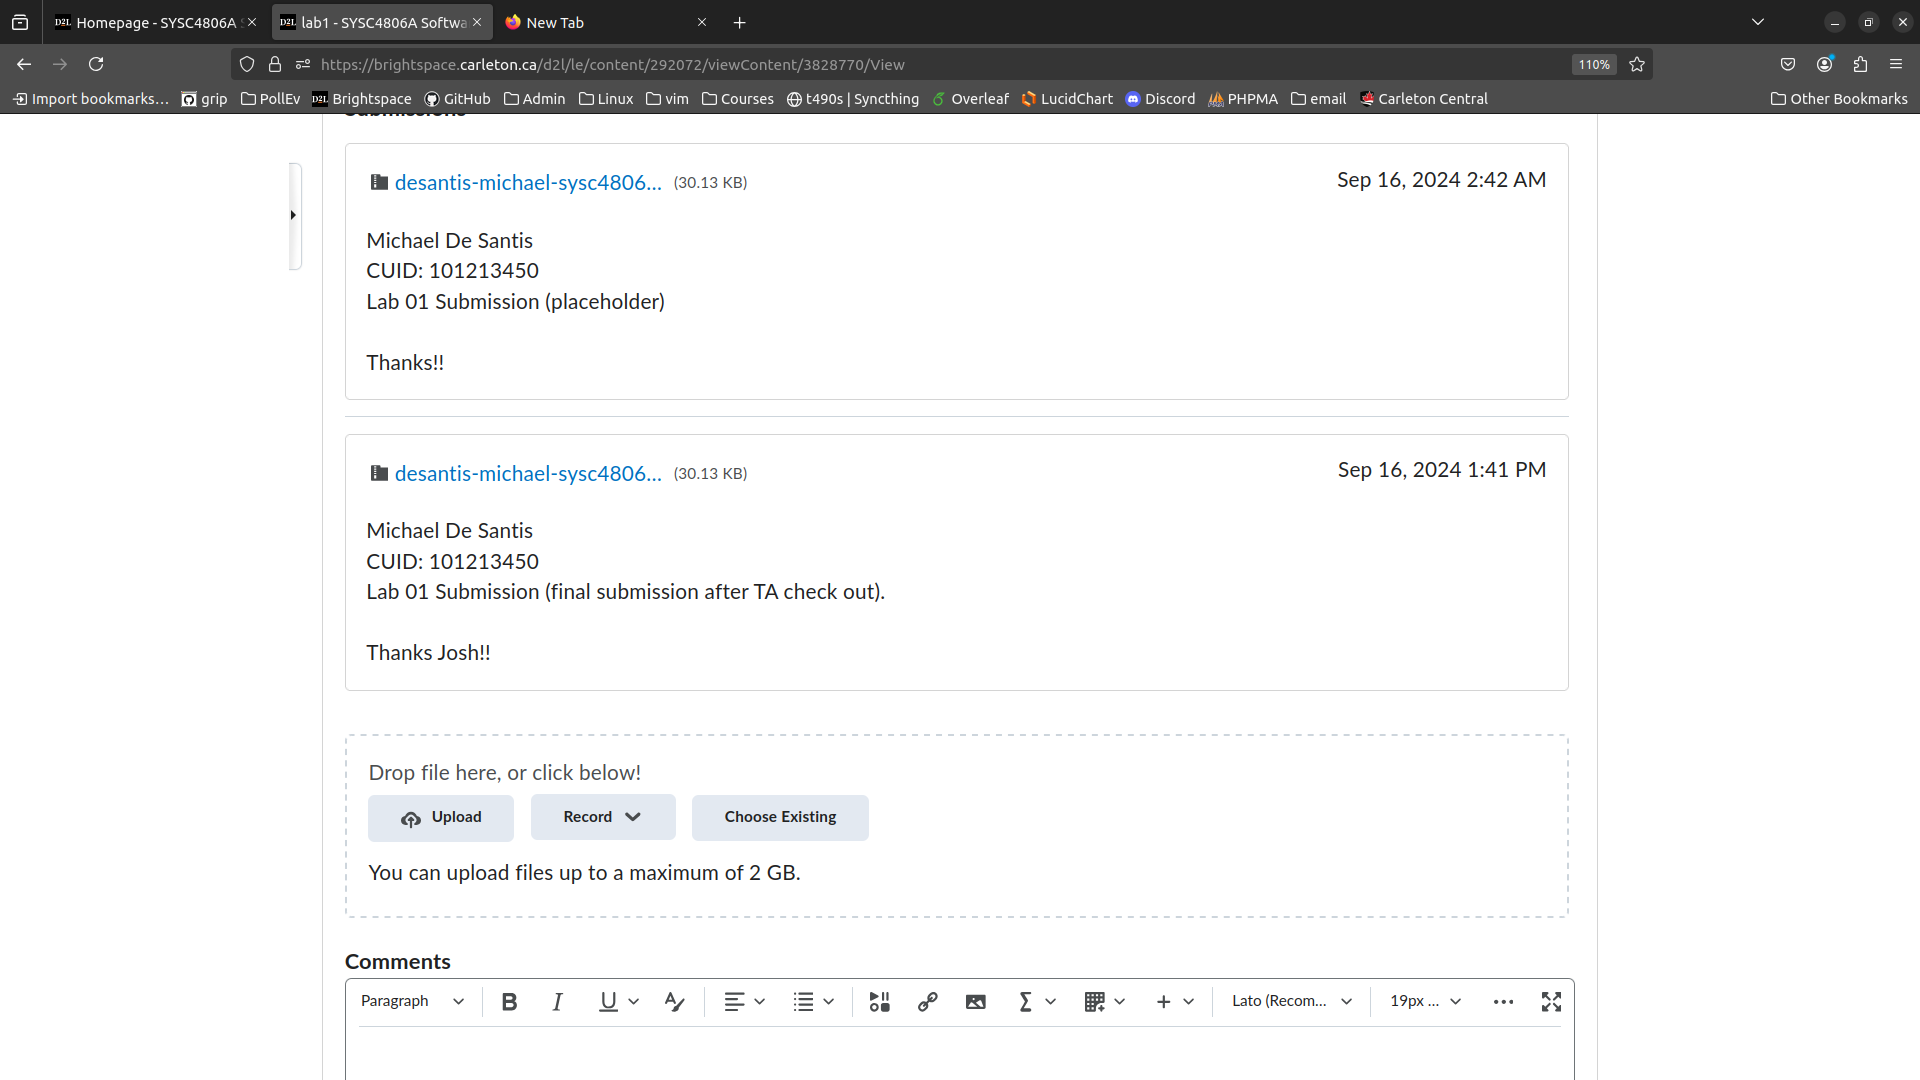 Homepage - SYSC4806A
lab1 - SYSC4806A Softwa
New Tab
https://brightspace.carleton.ca/d2l/le/content/292072/viewContent/3828770/View
110%
Import bookmarks...
grip
PollEv
Brightspace
GitHub
Admin
Linux
vim
Courses
t490s | Syncthing
Overleaf
LucidChart
Discord
PHPMA
email
Carleton Central
Other Bookmarks
Submissions
desantis-michael-sysc4806... (30.13 KB)
Sep 16, 2024 2:42 AM
Michael De Santis
CUID: 101213450
Lab 01 Submission (placeholder)
Thanks!!
desantis-michael-sysc4806... (30.13 KB)
Sep 16, 2024 1:41 PM
Michael De Santis
CUID: 101213450
Lab 01 Submission (final submission after TA check out).
Thanks Josh!!
Drop file here, or click below!
Upload
Record
Choose Existing
You can upload files up to a maximum of 2 GB.
Comments
Paragraph
Lato (Recom...
19px ...